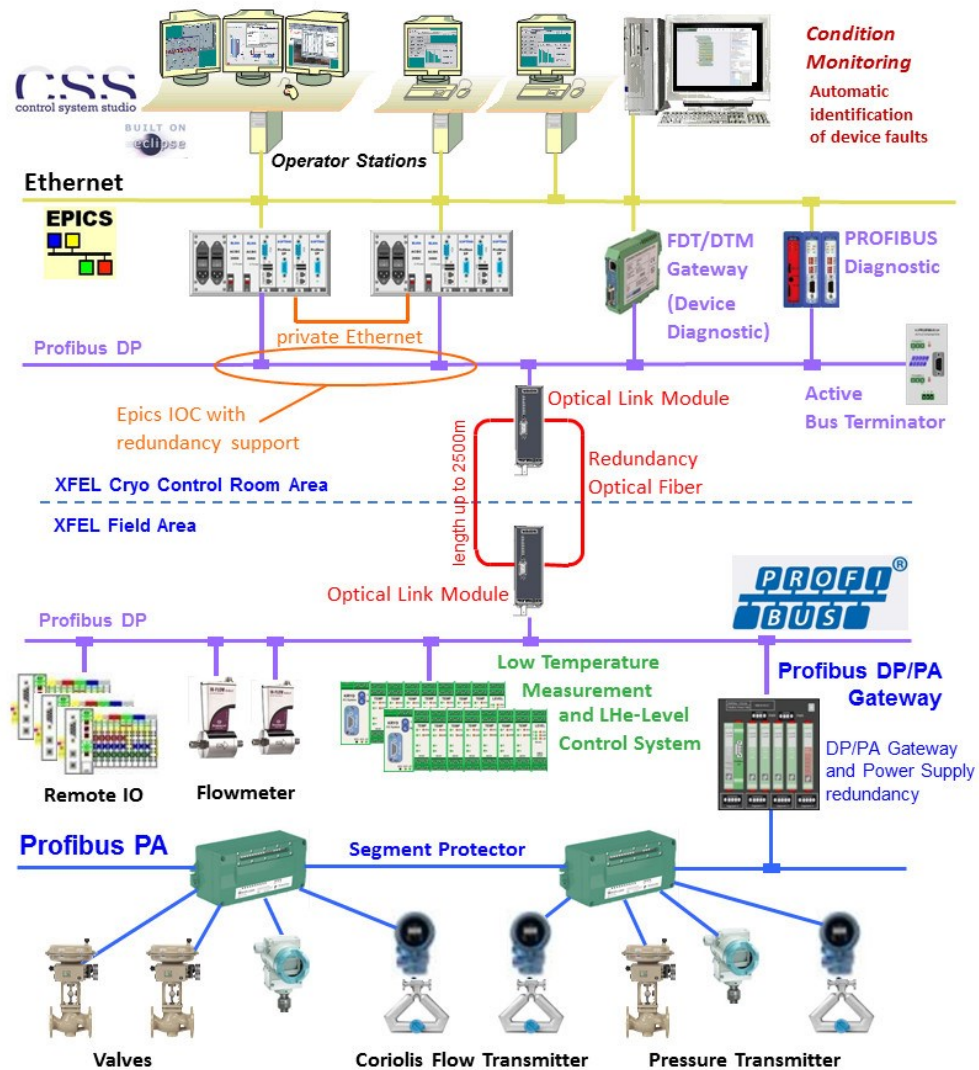 CSS
control system studio
BUILT ON
eclipse
Operator Stations
Condition
Monitoring
Automatic
identification
of device faults
Ethernet
EPICS
FDT/DTM
Gateway
(Device
Diagnostic)
PROFIBUS
Diagnostic
private Ethernet
Profibus DP
Epics IOC with
redundancy support
Optical Link Module
Active
Bus Terminator
length up to 2500m
Redundancy
Optical Fiber
XFEL Cryo Control Room Area
XFEL Field Area
Optical Link Module
PROFI
BUS
®
Profibus DP
Low Temperature
Measurement
and LHe-Level
Control System
Profibus DP/PA
Gateway
DP/PA Gateway
and Power Supply
redundancy
Remote IO
Flowmeter
Profibus PA
Segment Protector
Valves
Coriolis Flow Transmitter
Pressure Transmitter